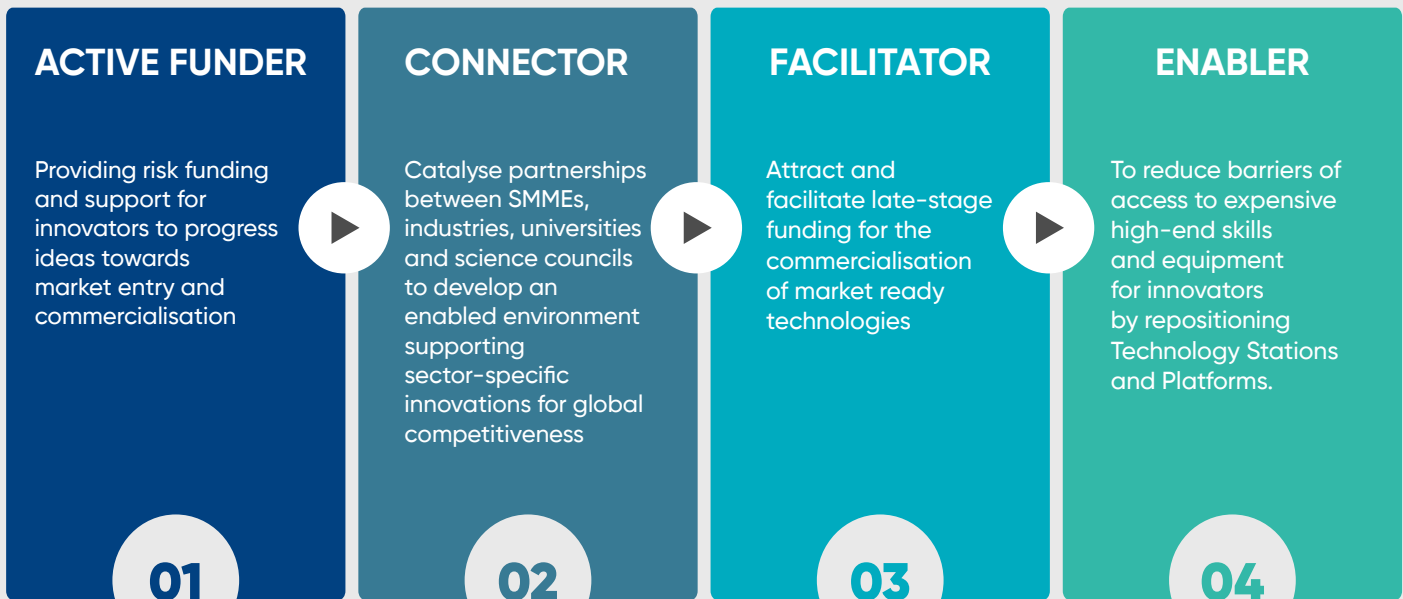 ACTIVE FUNDER
Providing risk funding
and support for
innovators to progress
ideas towards
market entry and
commercialisation
01
CONNECTOR
Catalyse partnerships
between SMMEs,
industries, universities
and science councils
to develop an
enabled environment
supporting
sector-specific
innovations for global
competitiveness
02
FACILITATOR
Attract and
facilitate late-stage
funding for the
commercialisation
of market ready
technologies
03
ENABLER
To reduce barriers of
access to expensive
high-end skills
and equipment
for innovators
by repositioning
Technology Stations
and Platforms.
04